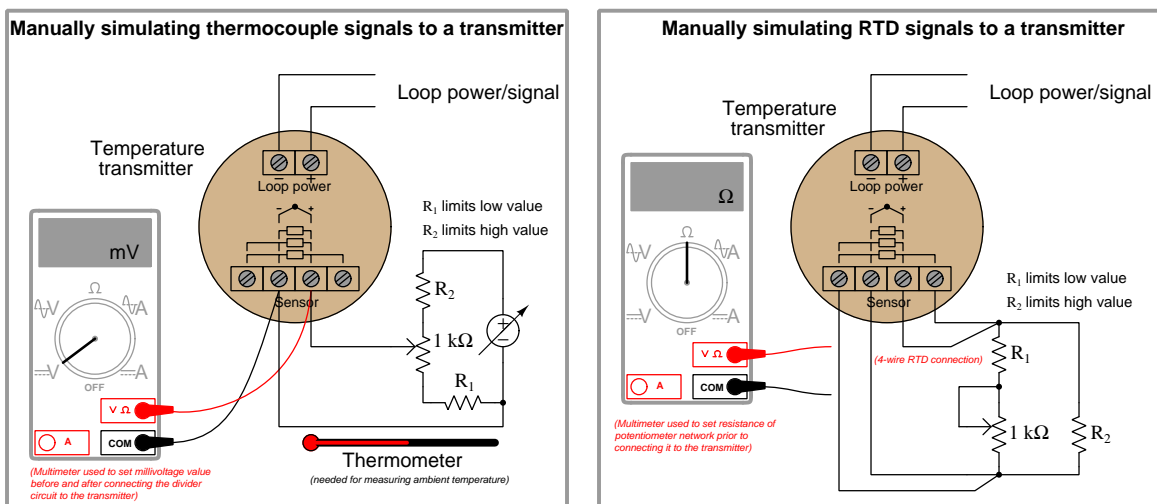 Manually simulating thermocouple signals to a transmitter
Loop power/signal
Temperature
transmitter
− +
Loop power
- +
R1 limits low value
R2 limits high value
mV
Ω
V A
V A
OFF
Sensor
R2
+
−
1 kΩ
R1
V Ω
A
COM
Thermometer
(needed for measuring ambient temperature)
(Multimeter used to set millivoltage value
before and after connecting the divider
circuit to the transmitter)
Manually simulating RTD signals to a transmitter
Loop power/signal
Temperature
transmitter
− +
Loop power
- +
Ω
Ω
V A
V A
OFF
Sensor
R1 limits low value
R2 limits high value
V Ω
A
COM
(4-wire RTD connection)
R1
1 kΩ
R2
(Multimeter used to set resistance of
potentiometer network prior to
connecting it to the transmitter)